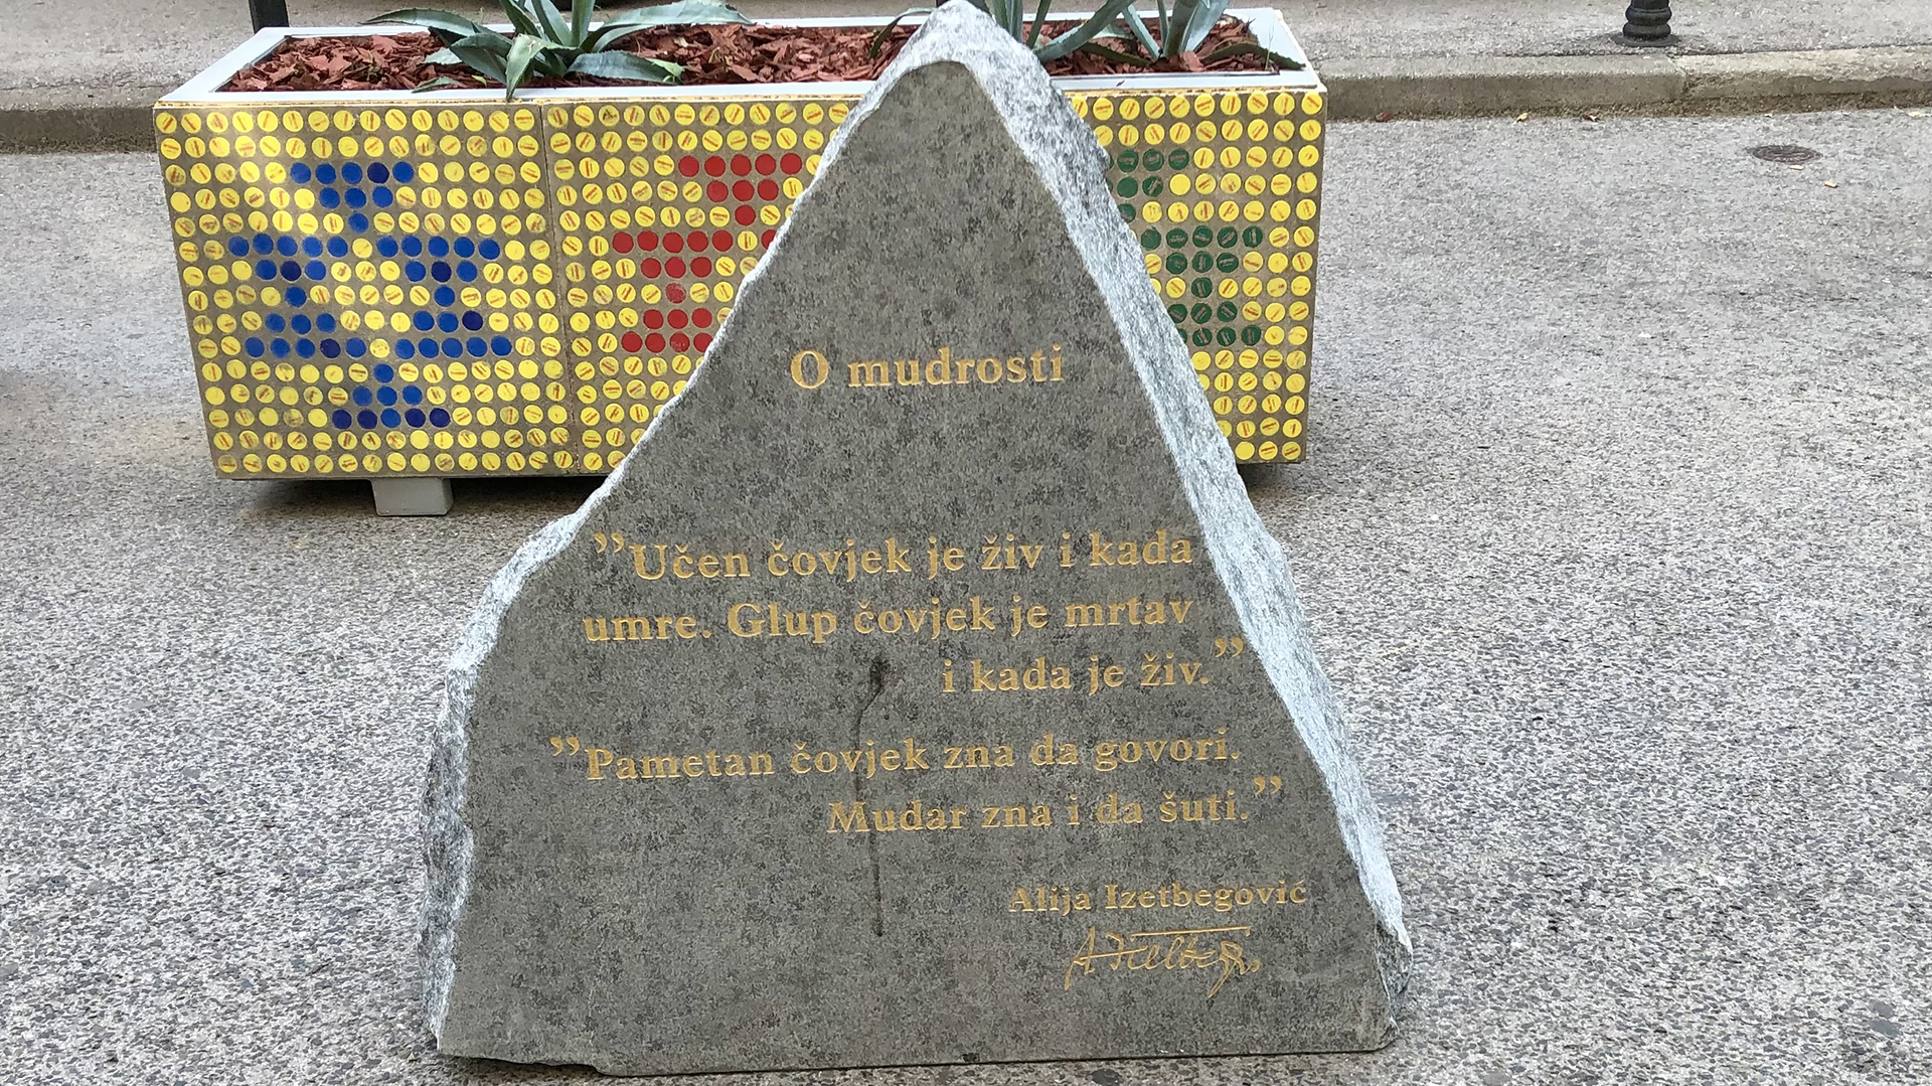 O mudrosti
”Učen čovjek je živ i kada
umre. Glup čovjek je mrtav
i kada je živ.”
”Pametan čovjek zna da govori.
Mudar zna i da šuti.”
Alija Izetbegović